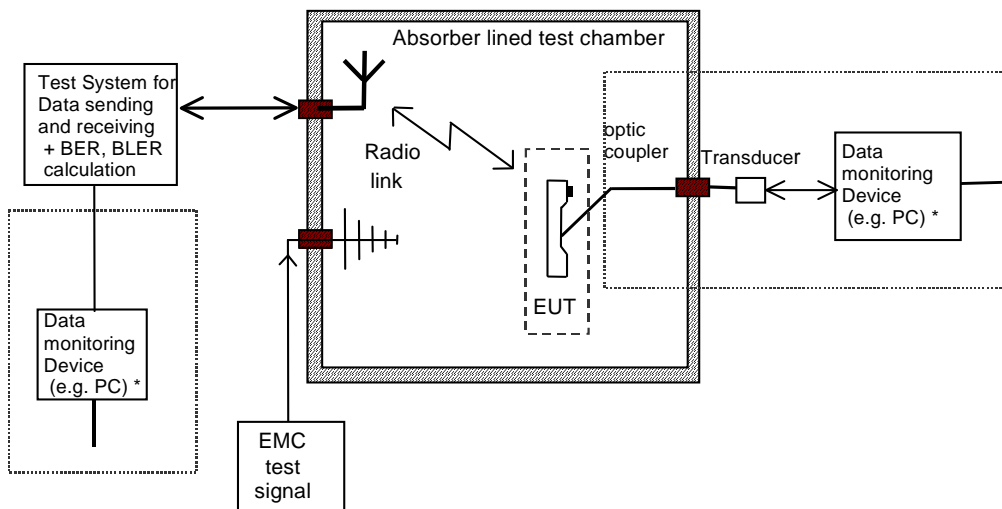 Absorber lined test chamber
Test System for
Data sending
and receiving
+ BER, BLER
calculation
Radio
link
optic
coupler
Transducer
Data
monitoring
Device
(e.g. PC) *
EUT
Data
monitoring
Device
(e.g. PC) *
EMC
test
signal